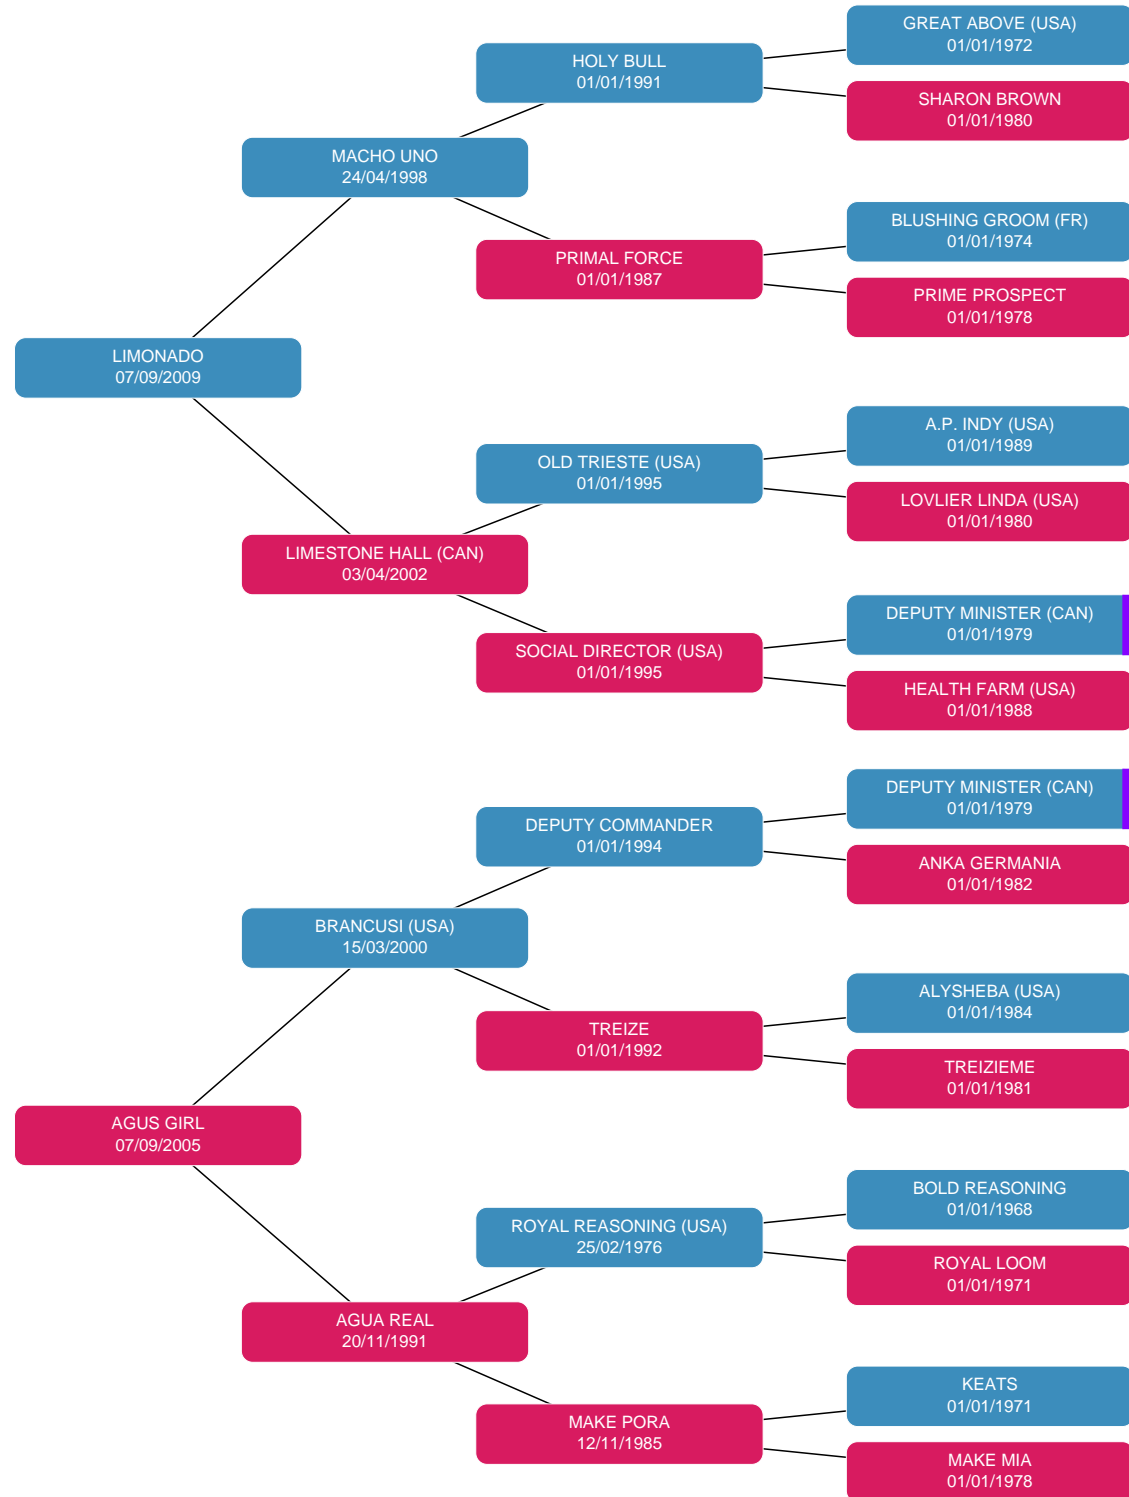 GREAT ABOVE (USA)
01/01/1972
HOLY BULL
01/01/1991
SHARON BROWN
01/01/1980
MACHO UNO
24/04/1998
BLUSHING GROOM (FR)
01/01/1974
PRIMAL FORCE
01/01/1987
PRIME PROSPECT
01/01/1978
LIMONADO
07/09/2009
A.P. INDY (USA)
01/01/1989
OLD TRIESTE (USA)
01/01/1995
LOVLIER LINDA (USA)
01/01/1980
LIMESTONE HALL (CAN)
03/04/2002
DEPUTY MINISTER (CAN)
01/01/1979
SOCIAL DIRECTOR (USA)
01/01/1995
HEALTH FARM (USA)
01/01/1988
DEPUTY MINISTER (CAN)
01/01/1979
DEPUTY COMMANDER
01/01/1994
ANKA GERMANIA
01/01/1982
BRANCUSI (USA)
15/03/2000
ALYSHEBA (USA)
01/01/1984
TREIZE
01/01/1992
TREIZIEME
01/01/1981
AGUS GIRL
07/09/2005
BOLD REASONING
01/01/1968
ROYAL REASONING (USA)
25/02/1976
ROYAL LOOM
01/01/1971
AGUA REAL
20/11/1991
KEATS
01/01/1971
MAKE PORA
12/11/1985
MAKE MIA
01/01/1978